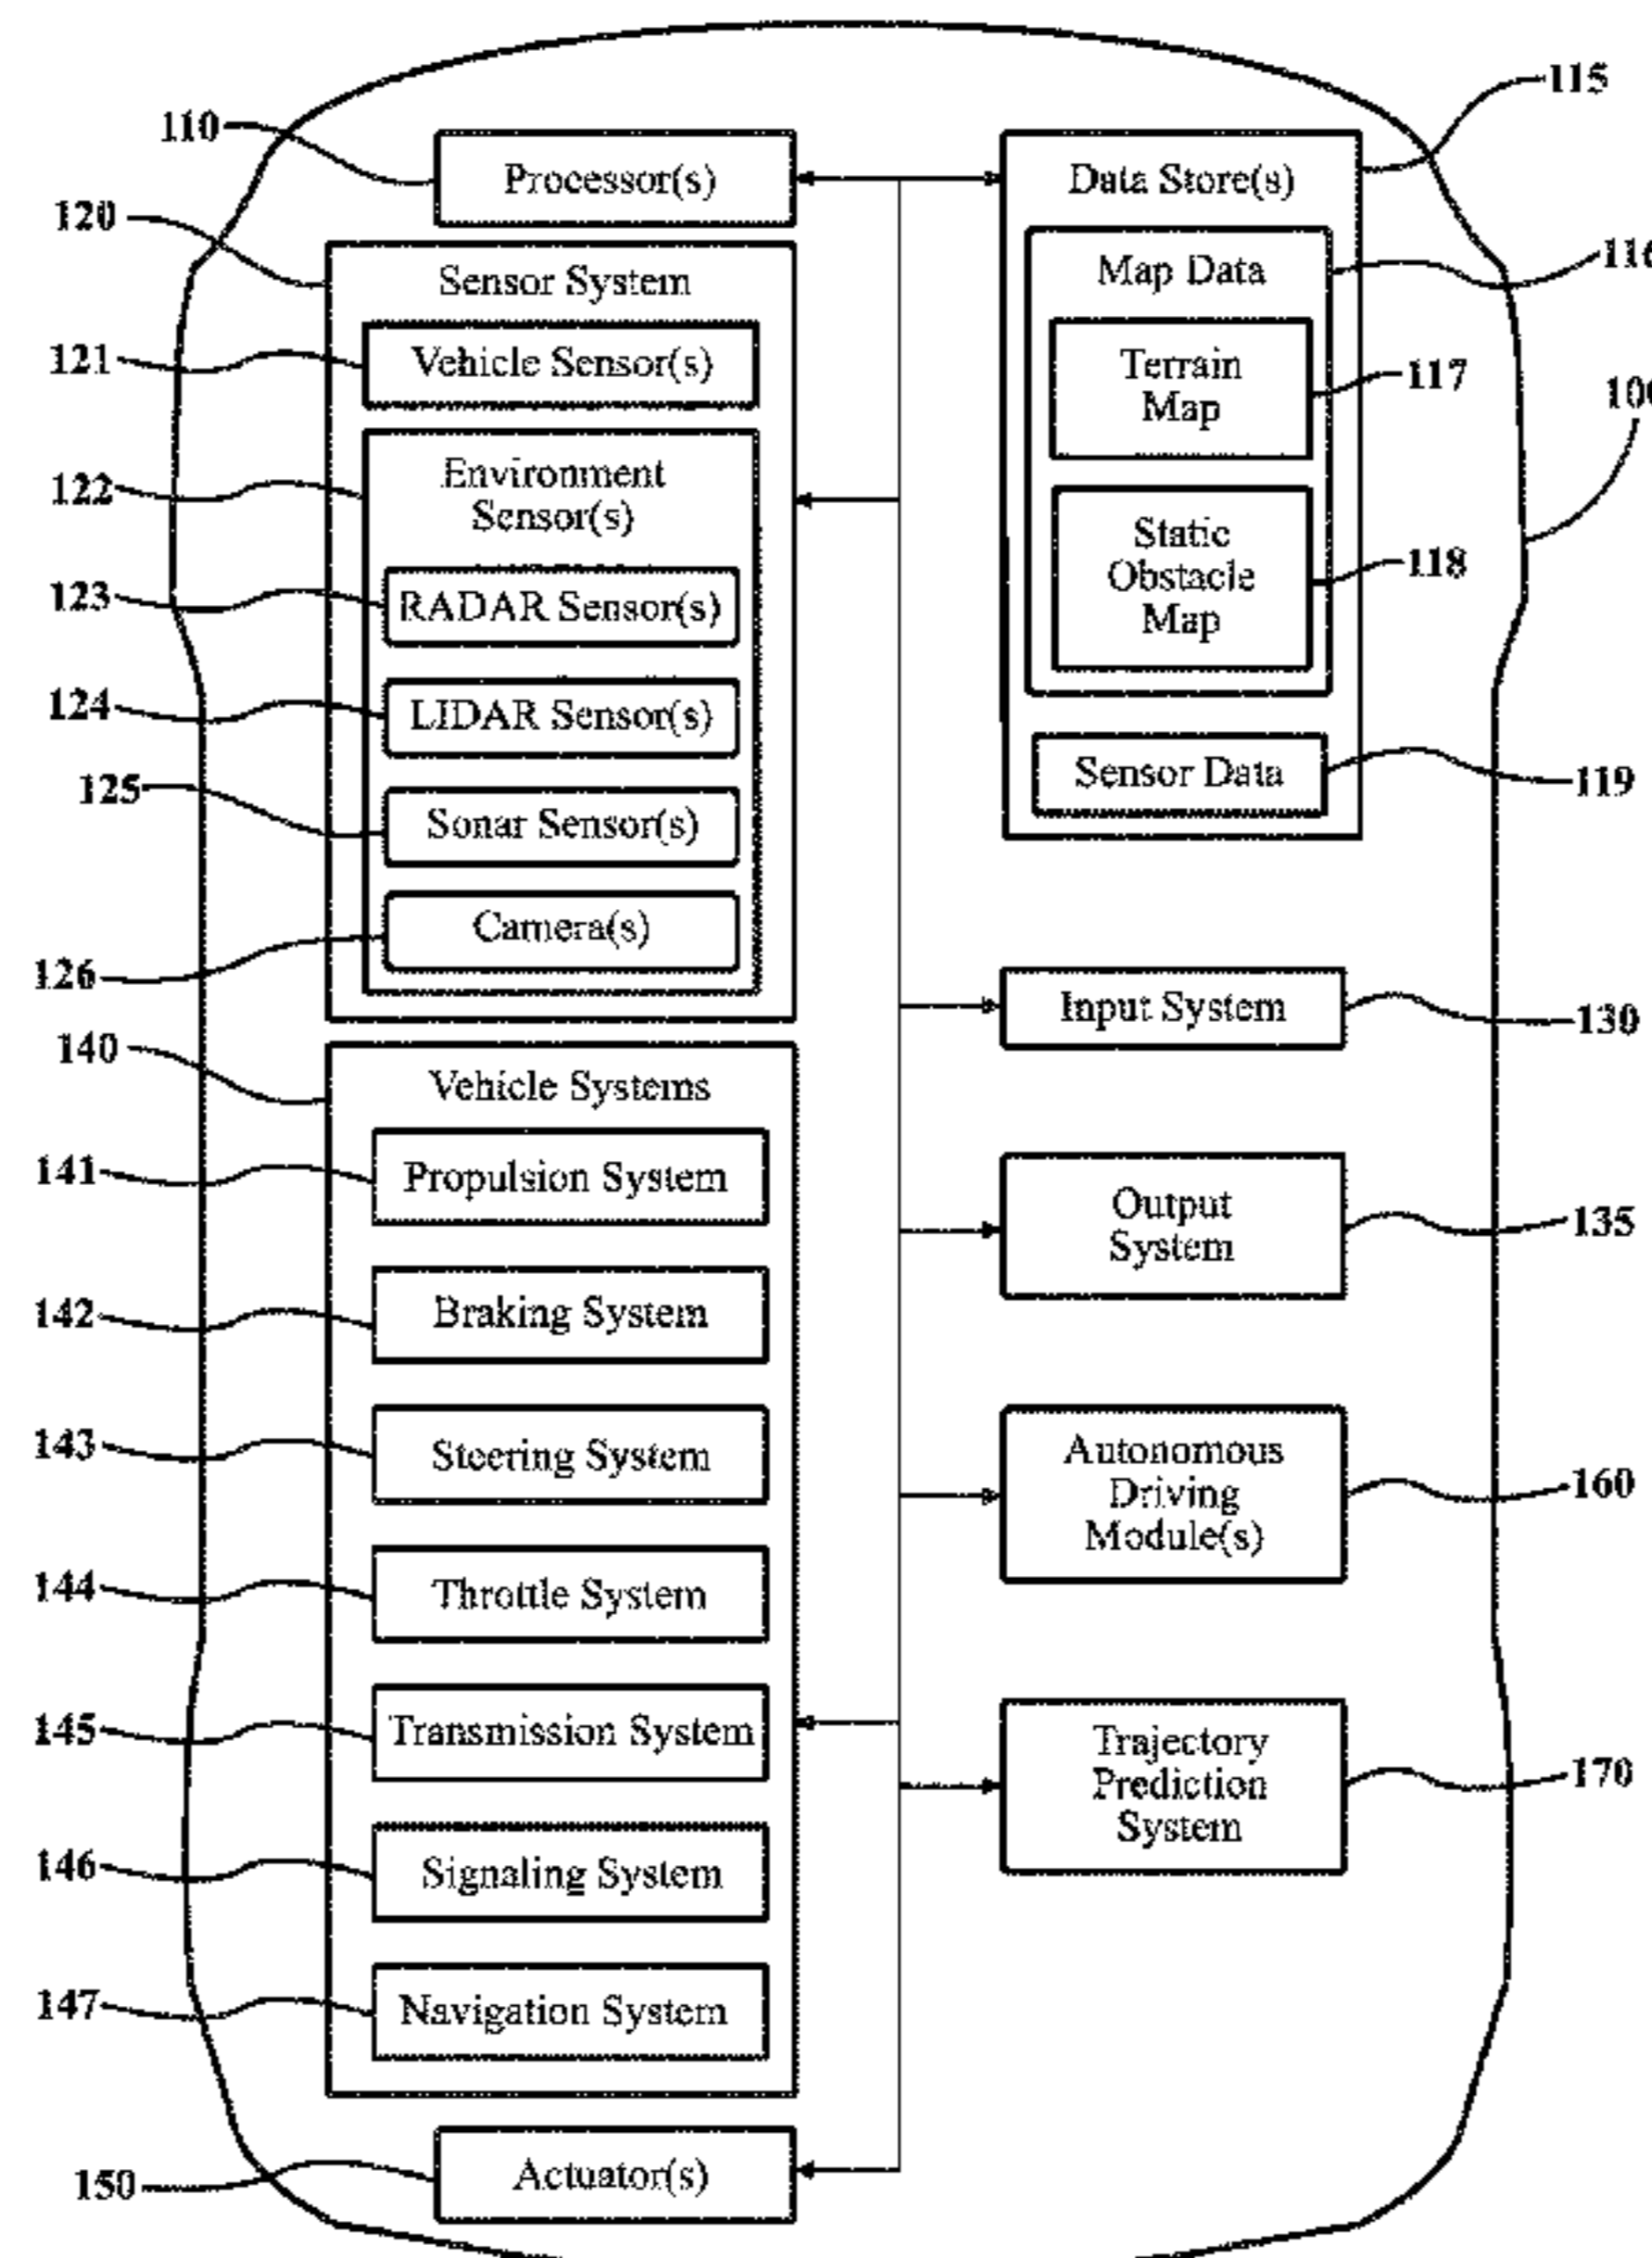 110
Processor(s)
120
Sensor System
121
Vehicle Sensor(s)
122
Environment
Sensor(s)
123
RADAR Sensor(s)
124
LIDAR Sensor(s)
125
Sonar Sensor(s)
126
Camera(s)
140
Vehicle Systems
141
Propulsion System
142
Braking System
143
Steering System
144
Throttle System
145
Transmission System
146
Signaling System
147
Navigation System
150
Actuator(s)
115
Data Store(s)
116
Map Data
Terrain
Map
117
100
Static
Obstacle
Map
118
Sensor Data
119
Input System
130
Output
System
135
Autonomous
Driving
Module(s)
160
Trajectory
Prediction
System
170